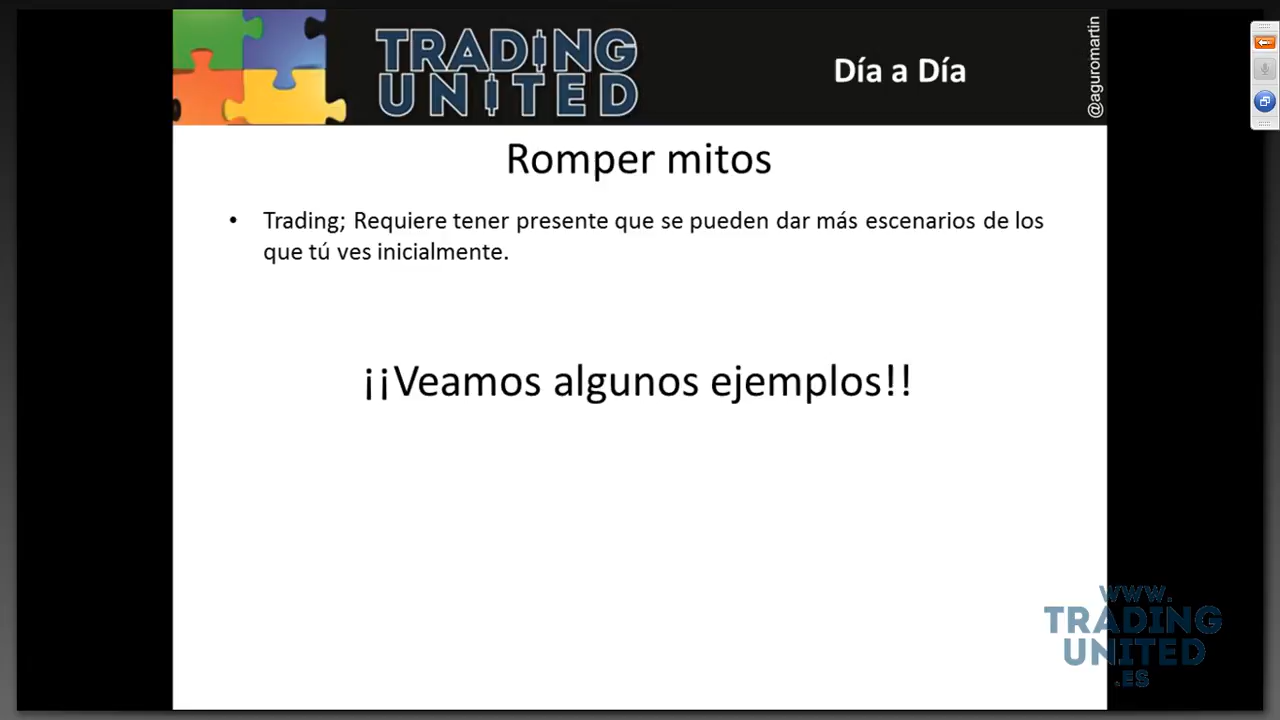 TRADING
UNITED
Día a Día
@aguromartin
Romper mitos
• Trading; Requiere tener presente que se pueden dar más escenarios de los
que tú ves inicialmente.
¡¡Veamos algunos ejemplos!!
WWW.
TRADING
UNITED
.ES